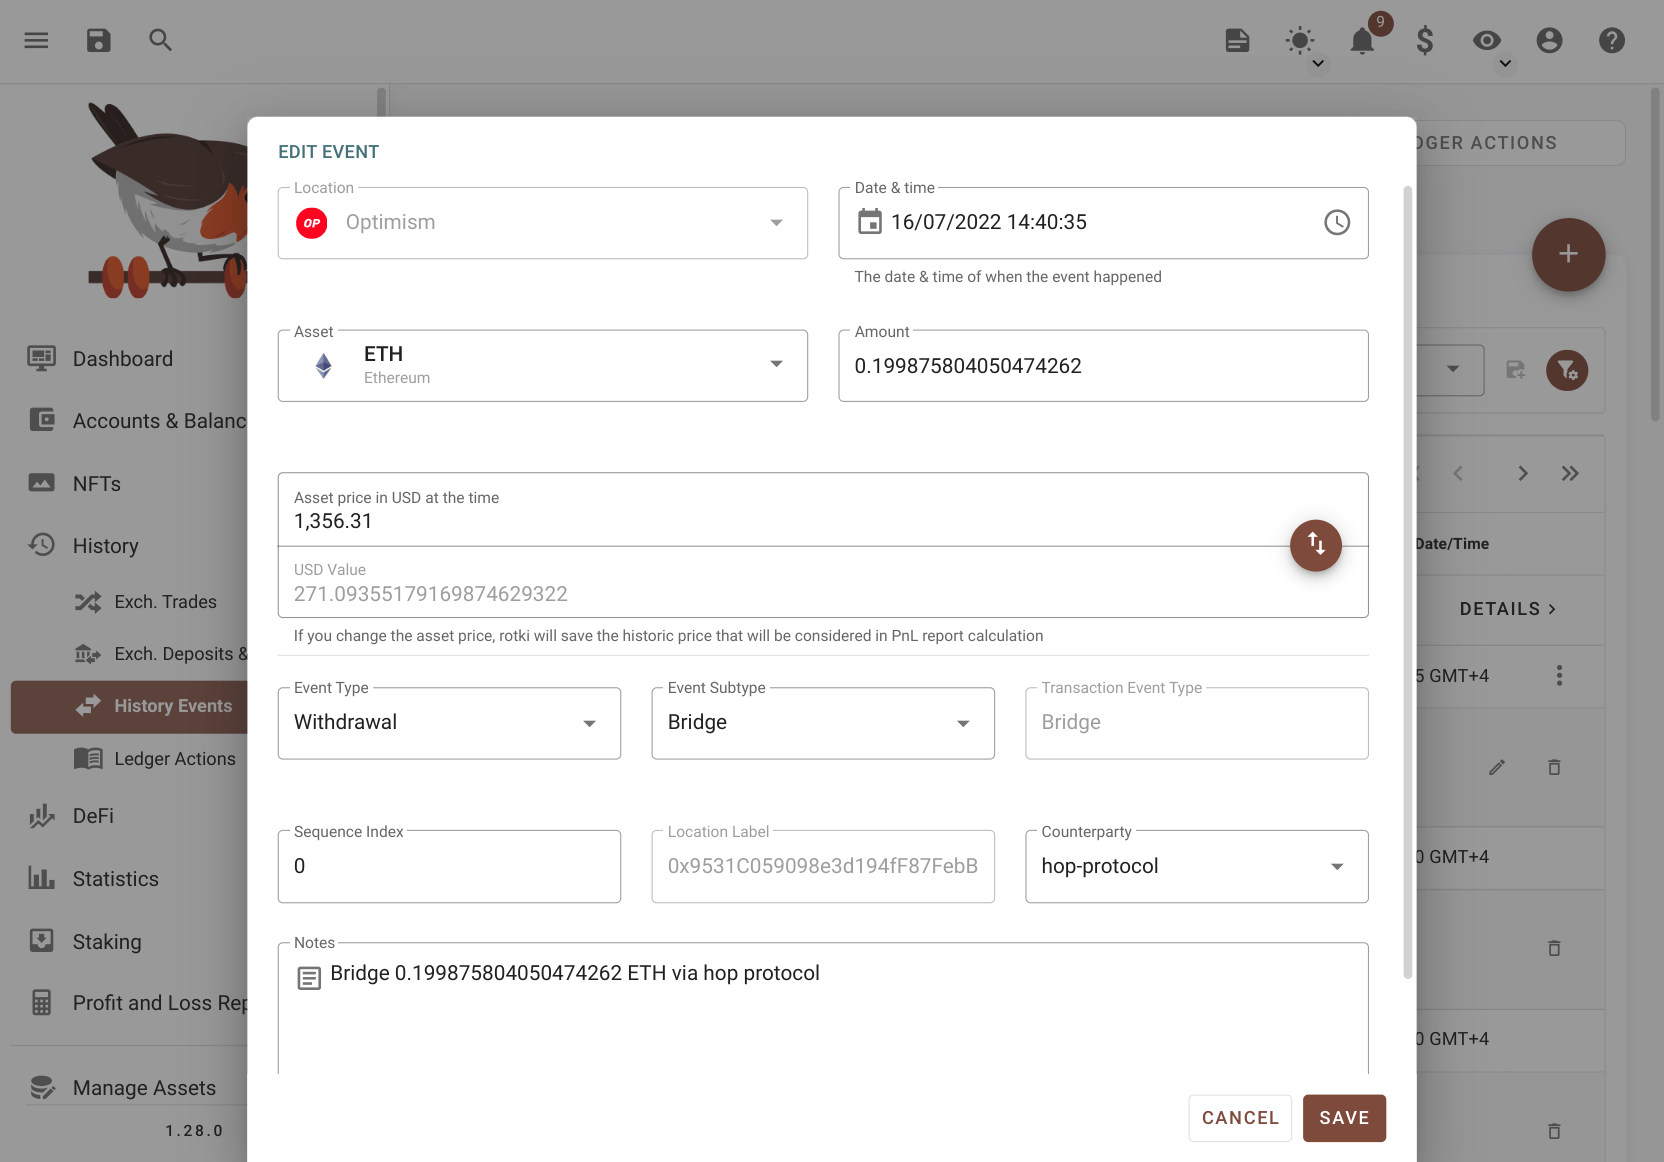 9
DGER ACTIONS
EDIT EVENT
Location
OP
Optimism
Date & time
16/07/2022 14:40:35
The date & time of when the event happened
Asset
ETH
Ethereum
Amount
0.199875804050474262
Asset price in USD at the time
1,356.31
USD Value
271.09355179169874629322
If you change the asset price, rotki will save the historic price that will be considered in PnL report calculation
Event Type
Withdrawal
Event Subtype
Bridge
Transaction Event Type
Bridge
Sequence Index
0
Location Label
0x9531C059098e3d194fF87FebB
Counterparty
hop-protocol
Notes
Bridge 0.199875804050474262 ETH via hop protocol
CANCEL
SAVE
Dashboard
Accounts & Balanc
NFTs
History
Exch. Trades
Exch. Deposits &
History Events
Ledger Actions
DeFi
Statistics
Staking
Profit and Loss Rep
Manage Assets
1.28.0
Date/Time
DETAILS
5 GMT+4
0 GMT+4
0 GMT+4